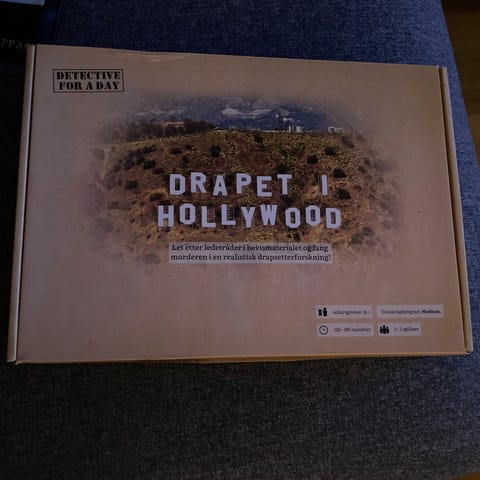 DETECTIVE
FOR A DAY
DRAPET I
HOLLYWOOD
Let etter ledetråder i bevismaterialet og fang
morderen i en realistisk drapsetterforskning!
Aldersgrense: 14 +
Vanskelighetsgrad: Medium.
120 - 180 minutter
1 - 7 spillere